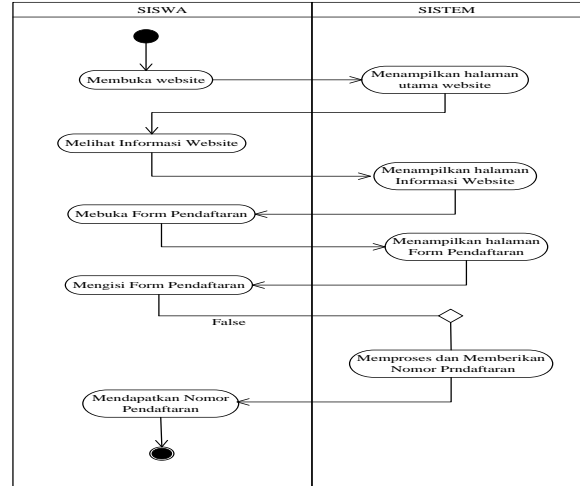 SISWA
SISTEM
Membuka website
Menampilkan halaman
utama website
Melihat Informasi Website
Menampilkan halaman
Informasi Website
Mebuka Form Pendaftaran
Menampilkan halaman
Form Pendaftaran
Mengisi Form Pendaftaran
False
Memproses dan Memberikan
Nomor Prndaftaran
Mendapatkan Nomor
Pendaftaran